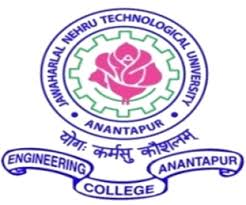 JAWAHARLAL NEHRU TECHNOLOGICAL UNIVERSITY
ANANTAPUR
योगः कर्मसु कौशलम्
ENGINEERING COLLEGE ANANTAPUR